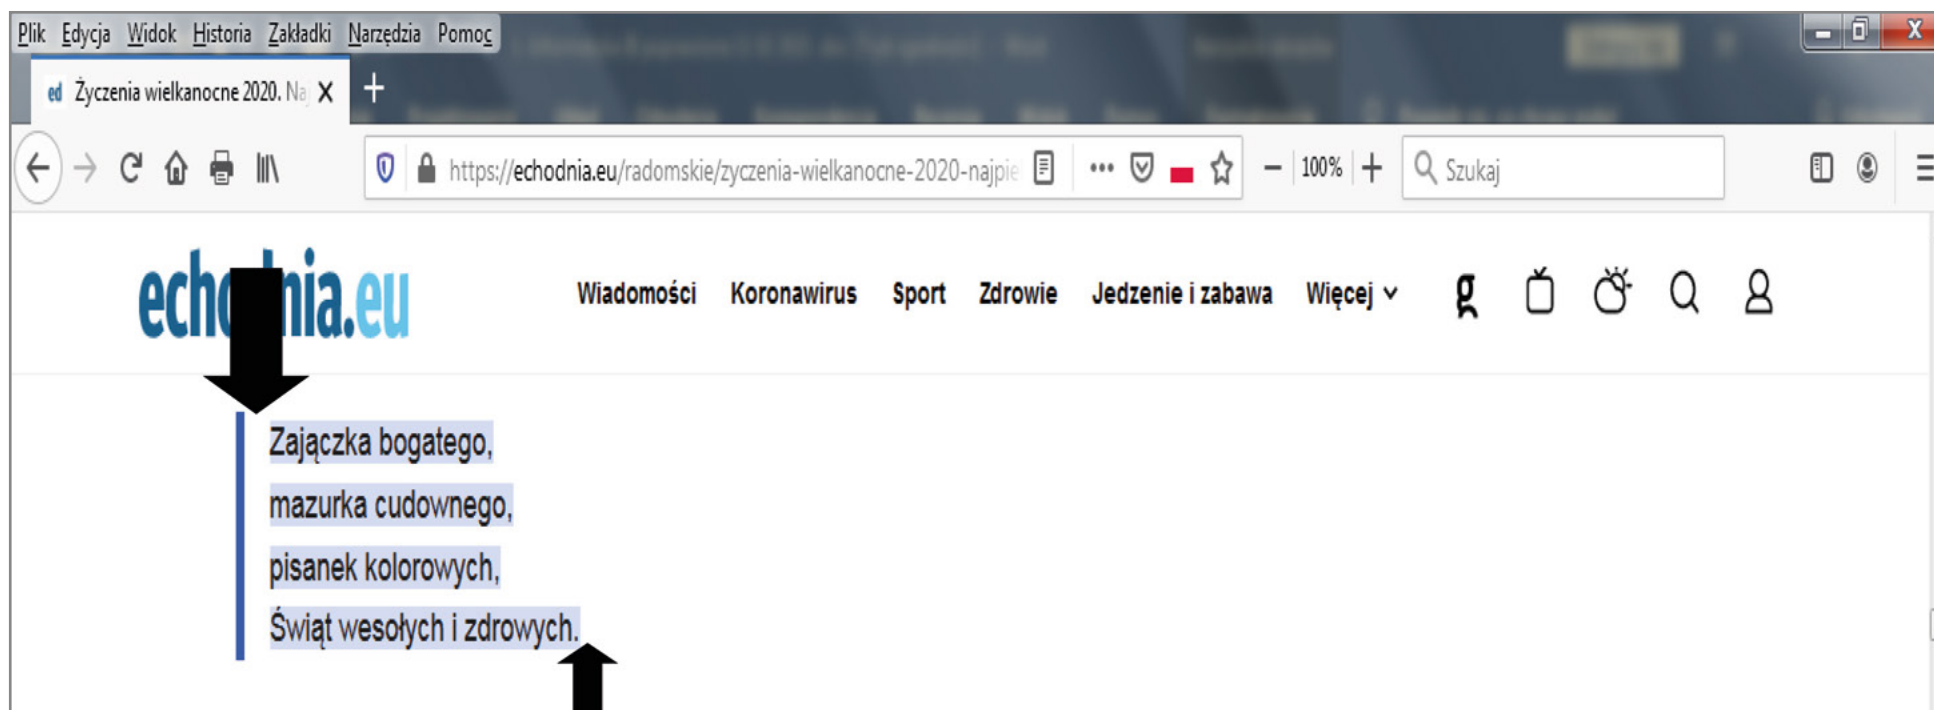 Plik Edycja Widok Historia Zakładki Narzędzia Pomoc
ed Życzenia wielkanocne 2020. Naj
https://echodnia.eu/radomskie/zyczenia-wielkanocne-2020-najpie 100% Szukaj
echodnia.eu Wiadomości Koronawirus Sport Zdrowie Jedzenie i zabawa Więcej g
Zajączka bogatego,
mazurka cudownego,
pisanek kolorowych,
Świąt wesołych i zdrowych.